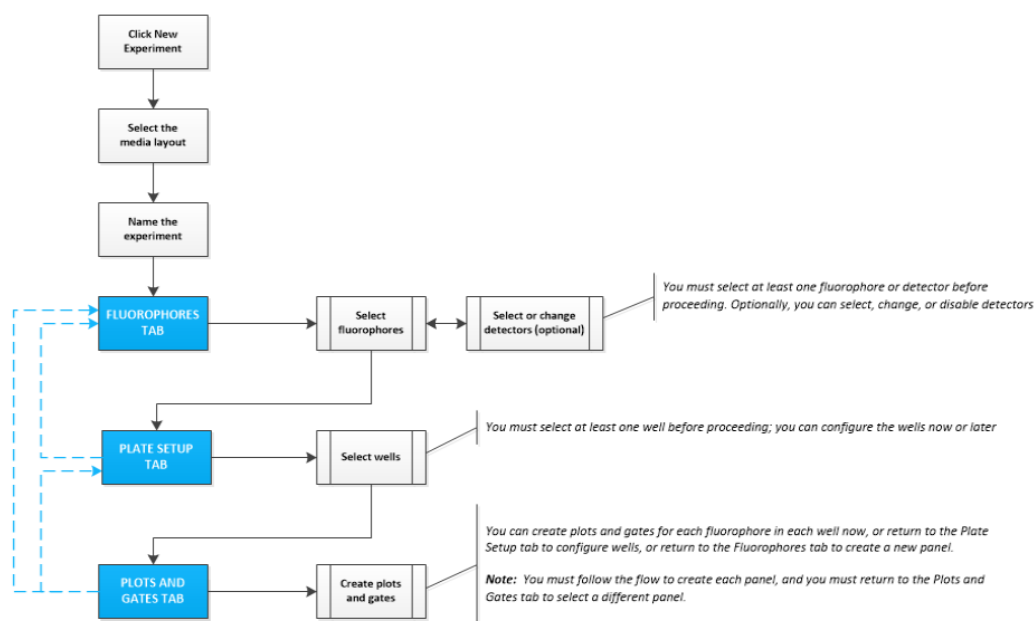 Click New
Experiment
Select the
media layout
Name the
experiment
FLUOROPHORES
TAB
Select
fluorophores
Select or change
detectors (optional)
You must select at least one fluorophore or detector before
proceeding. Optionally, you can select, change, or disable detectors
PLATE SETUP
TAB
Select wells
You must select at least one well before proceeding; you can configure the wells now or later
PLOTS AND
GATES TAB
Create plots
and gates
You can create plots and gates for each fluorophore in each well now, or return to the Plate
Setup tab to configure wells, or return to the Fluorophores tab to create a new panel.
Note: You must follow the flow to create each panel, and you must return to the Plots and
Gates tab to select a different panel.